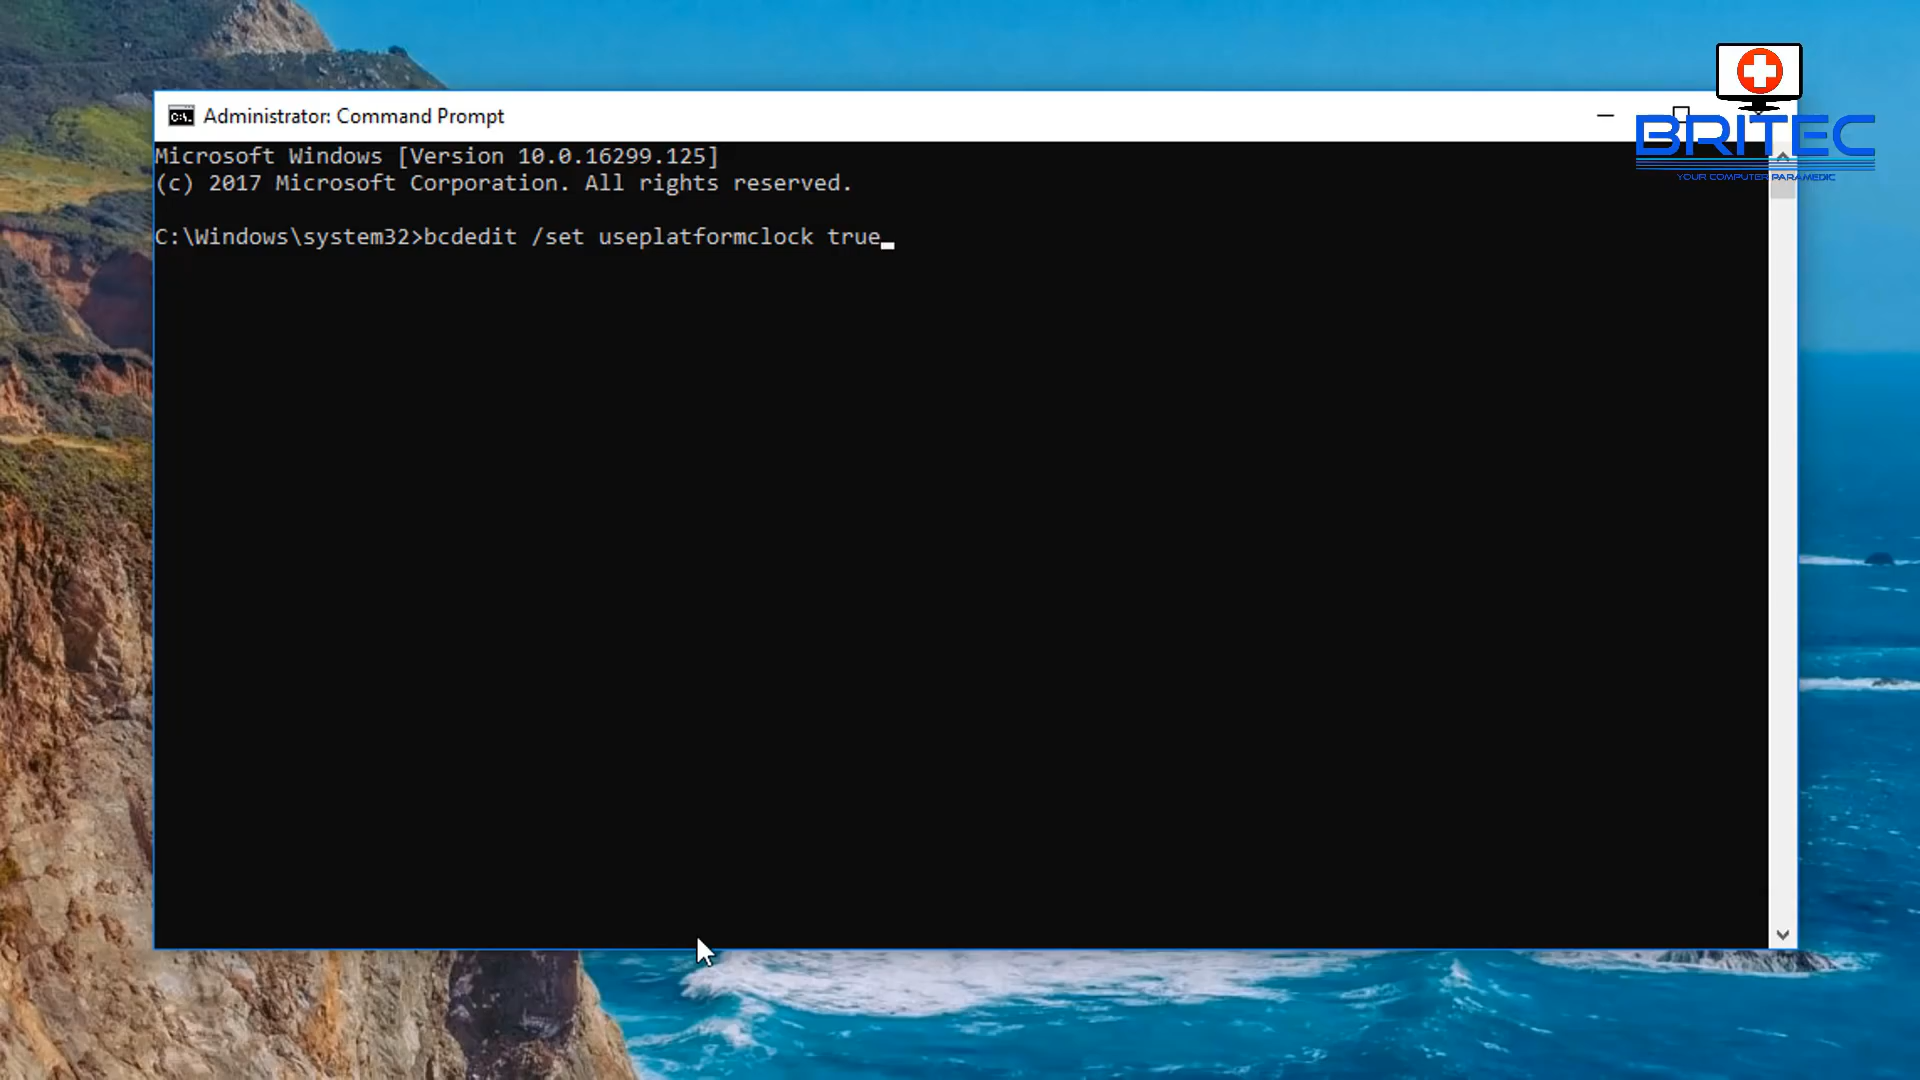 Administrator: Command Prompt
BRITEC
YOUR COMPUTER PARAMEDIC
Microsoft Windows [Version 10.0.16299.125]
(c) 2017 Microsoft Corporation. All rights reserved.
C:\Windows\system32>bcdedit /set useplatformclock true